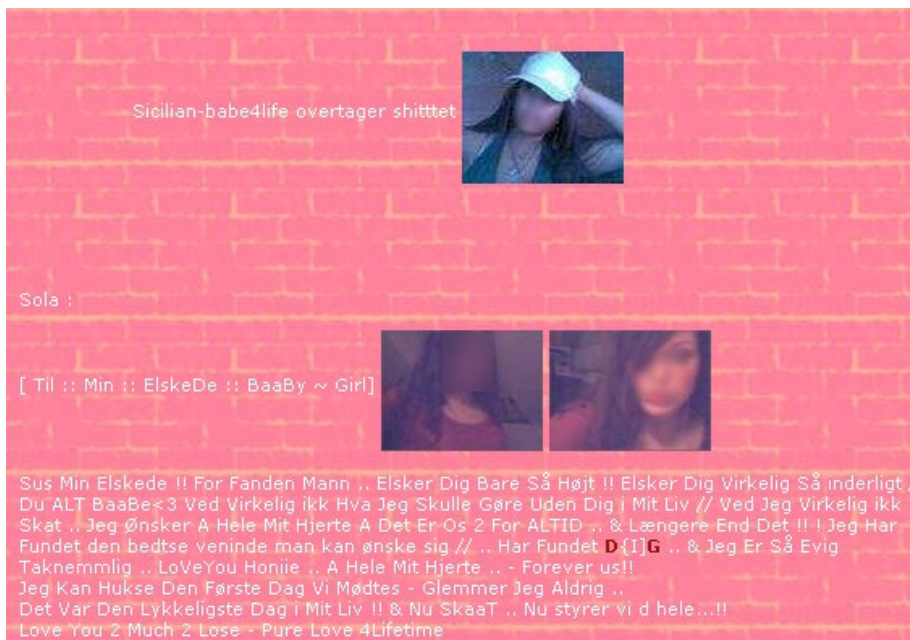 Sicilian-babe4life overtager shitttet
Sola :
[ Til :: Min :: ElskeDe :: BaaBy ~ Girl]
Sus Min Elskede !! For Fanden Mann .. Elsker Dig Bare Så Højt !! Elsker Dig Virkelig Så inderligt ,
Du ALT BaaBe<3 Ved Virkelig ikk Hva Jeg Skulle Gøre Uden Dig i Mit Liv // Ved Jeg Virkelig ikk
Skat .. Jeg Ønsker A Hele Mit Hjerte A Det Er Os 2 For ALTID .. & Længere End Det !! ! Jeg Har
Fundet den bedtse veninde man kan ønske sig // .. Har Fundet D{I]G .. & Jeg Er Så Evig
Taknemmlig .. LoVeYou Honiie .. A Hele Mit Hjerte .. - Forever us!!
Jeg Kan Hukse Den Første Dag Vi Mødtes - Glemmer Jeg Aldrig ..
Det Var Den Lykkeligste Dag i Mit Liv !! & Nu SkaaT .. Nu styrer vi d hele...!!
Love You 2 Much 2 Lose - Pure Love 4Lifetime